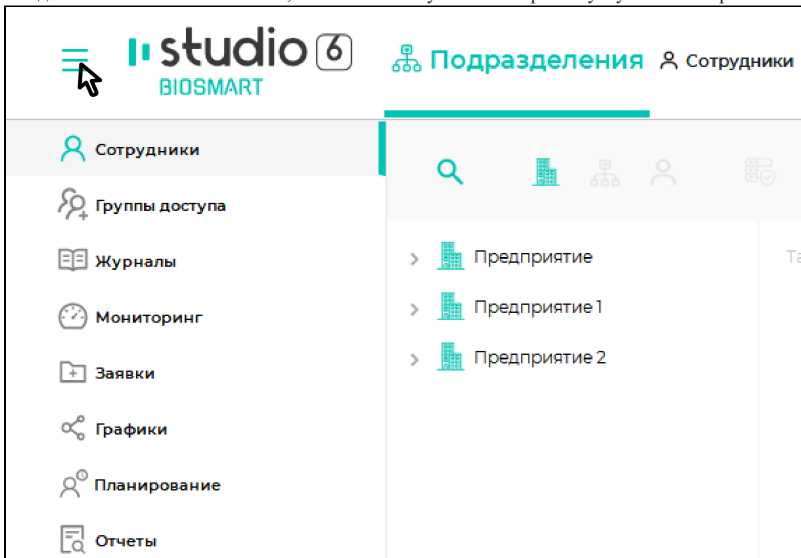 studio 6
BIOSMART
Подразделения
Сотрудники
Сотрудники
Группы доступа
Журналы
Мониторинг
Заявки
Графики
Планирование
Отчеты
Предприятие
Предприятие 1
Предприятие 2